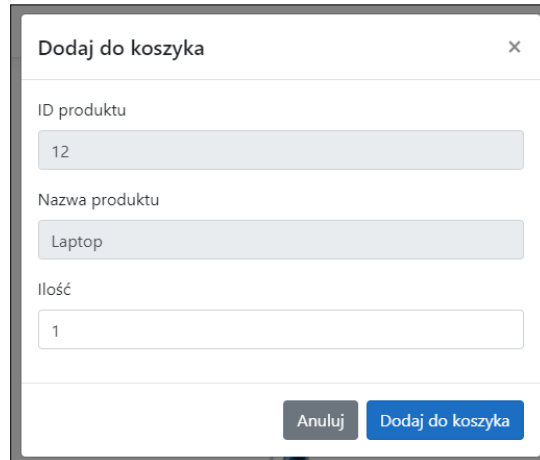 Dodaj do koszyka ×
ID produktu
12
Nazwa produktu
Laptop
Ilość
1
Anuluj Dodaj do koszyka